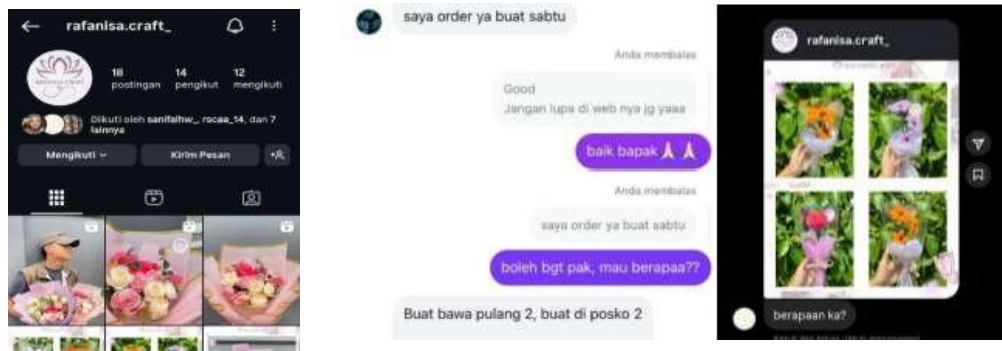 rafanisa.craft_
18 14 12
postingan pengikut mengikuti
Diikuti oleh sanifalhw_, rscaa_14, dan 7
lainnya
Mengikuti
Kirim Pesan
saya order ya buat sabtu
Anda membalas
Good
Jangan lupa di web nya jg yaaa
baik bapak 🙏 🙏
Anda membalas
saya order ya buat sabtu
boleh bgt pak, mau berapaa??
Buat bawa pulang 2, buat di posko 2
rafanisa.craft_
berapaan ka?